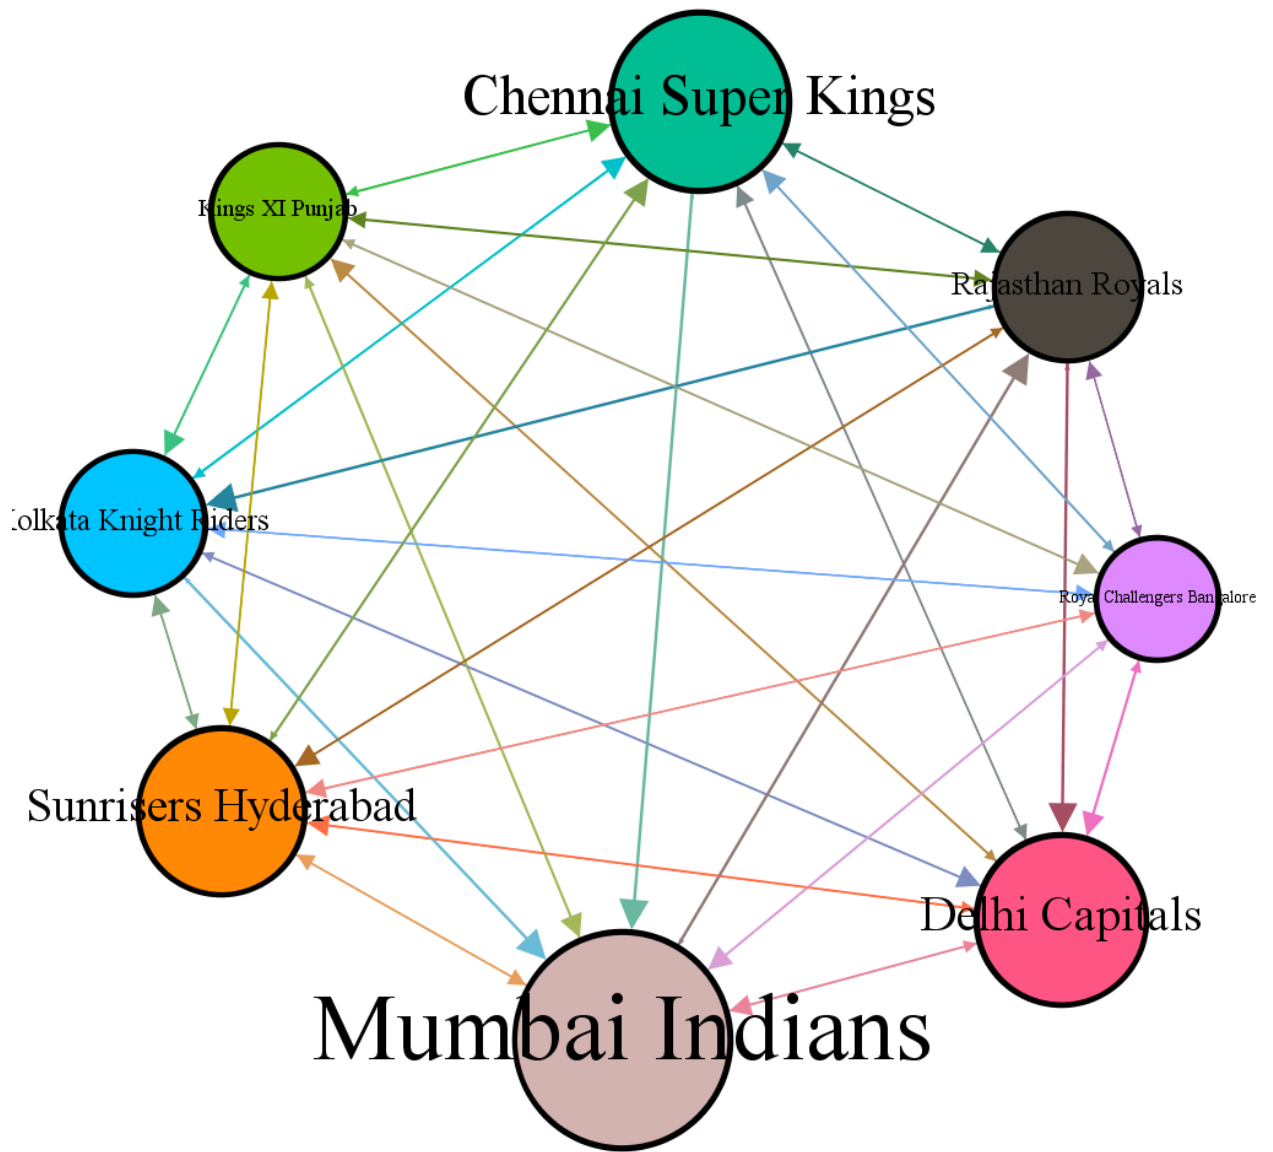 Chennai Super Kings
Kings XI Punjab
Rajasthan Royals
Kolkata Knight Riders
Royal Challengers Bangalore
Sunrisers Hyderabad
Delhi Capitals
Mumbai Indians